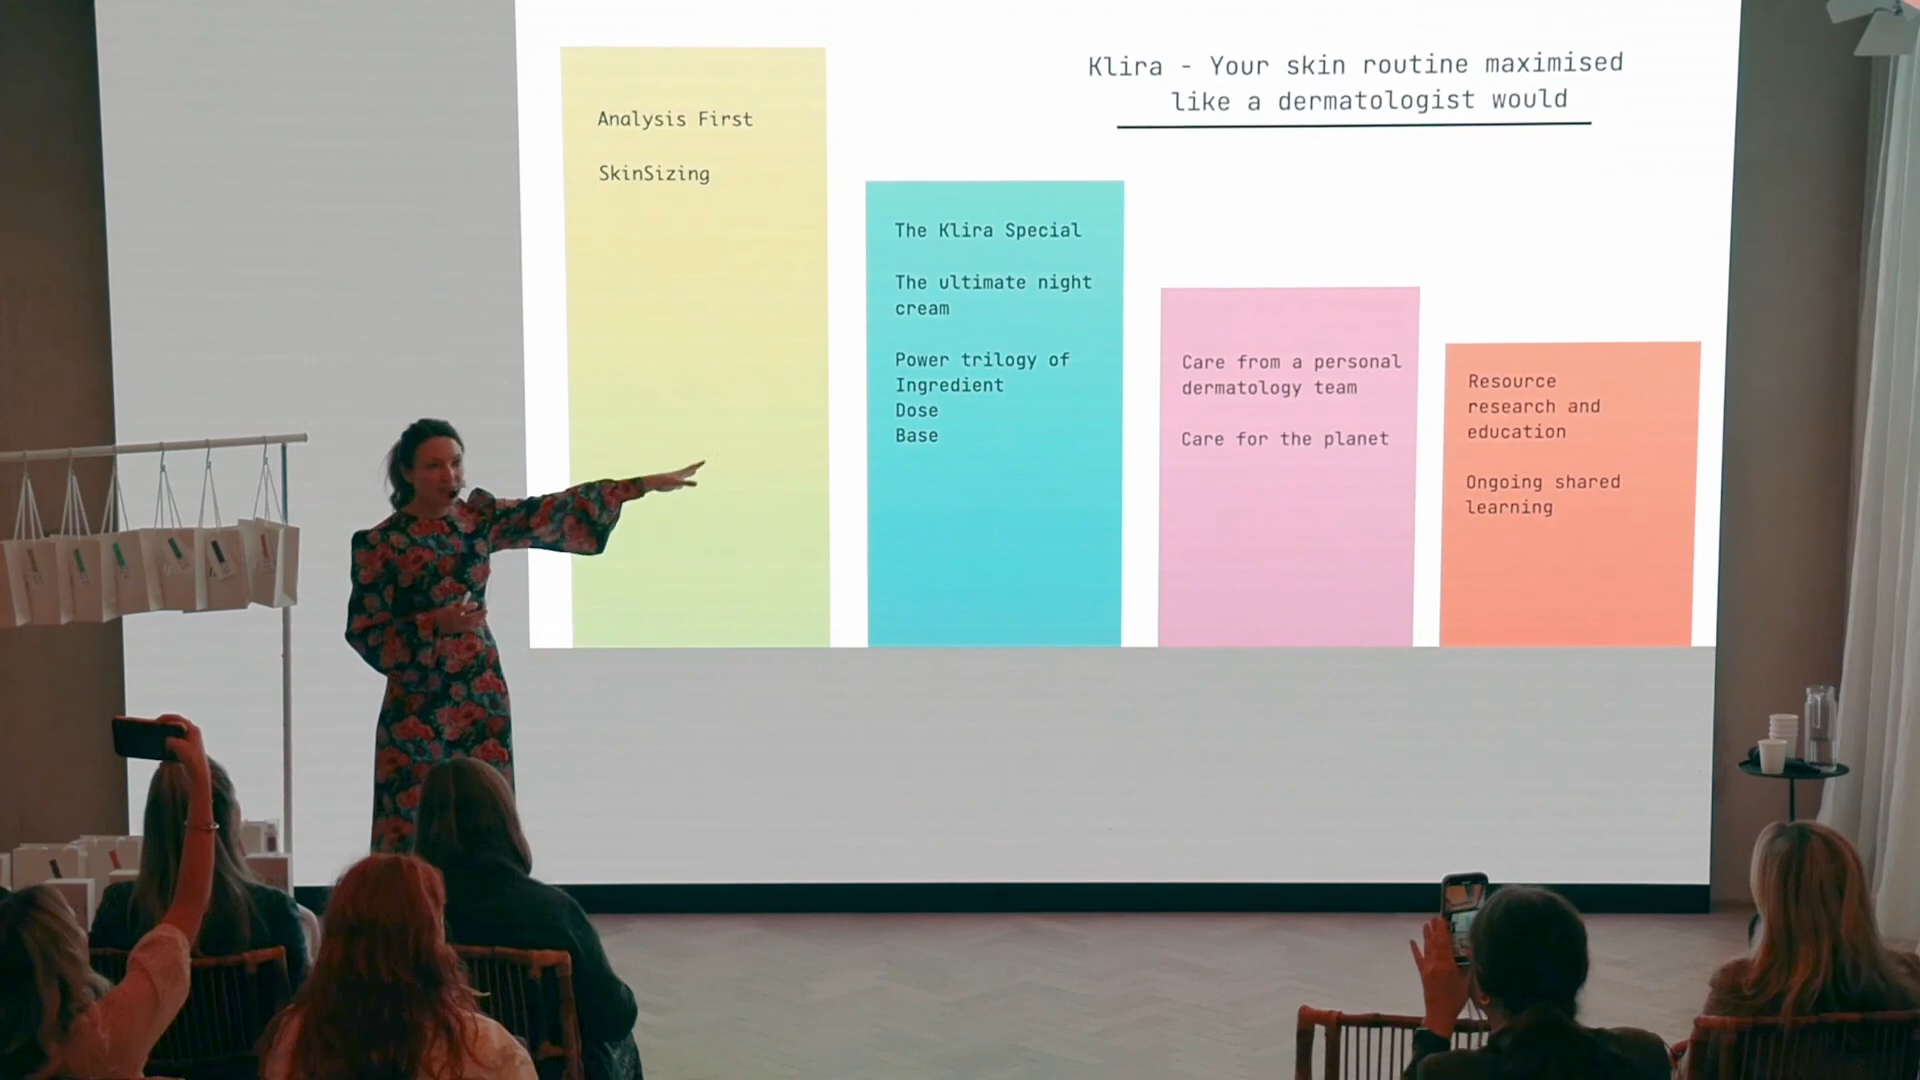 Klira - Your skin routine maximised
like a dermatologist would
Analysis First
SkinSizing
The Klira Special
The ultimate night
cream
Power trilogy of
Ingredient
Dose
Base
Care from a personal
dermatology team
Care for the planet
Resource
research and
education
Ongoing shared
learning